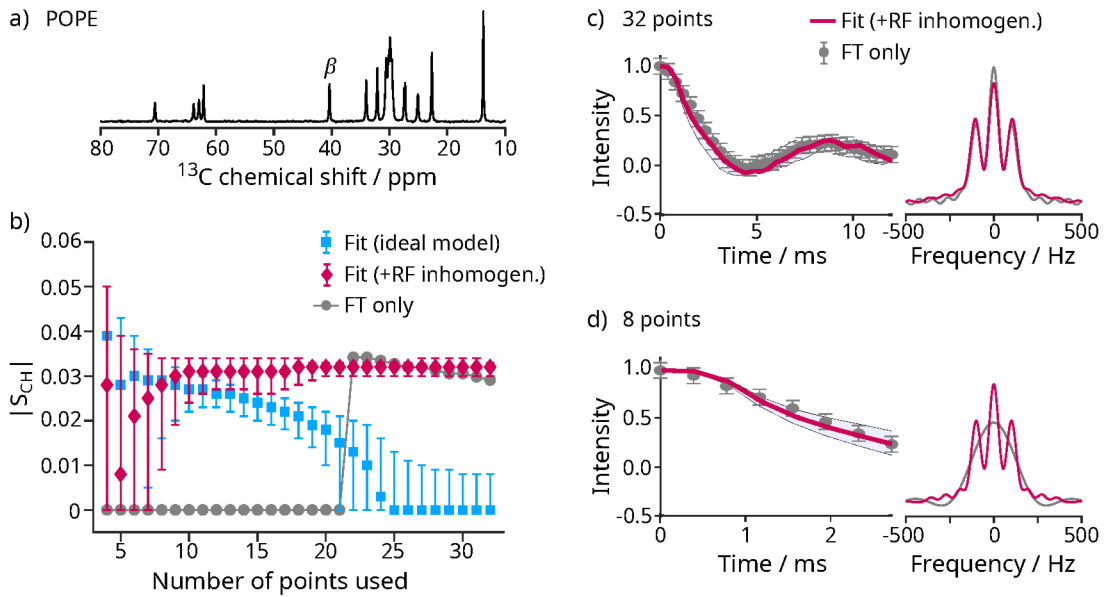 a) POPE
β
80 70 60 50 40 30 20 10
¹³C chemical shift / ppm
b)
0.06
0.05
0.04
0.03
0.02
0.01
0
|S_CH|
Fit (ideal model)
Fit (+RF inhomogen.)
FT only
5 10 15 20 25 30
Number of points used
c) 32 points
Fit (+RF inhomogen.)
FT only
1.0
0.5
0.0
-0.5
Intensity
0 5 10
Time / ms
-500 0 500
Frequency / Hz
d) 8 points
1.0
0.5
0.0
-0.5
Intensity
0 1 2
Time / ms
-500 0 500
Frequency / Hz